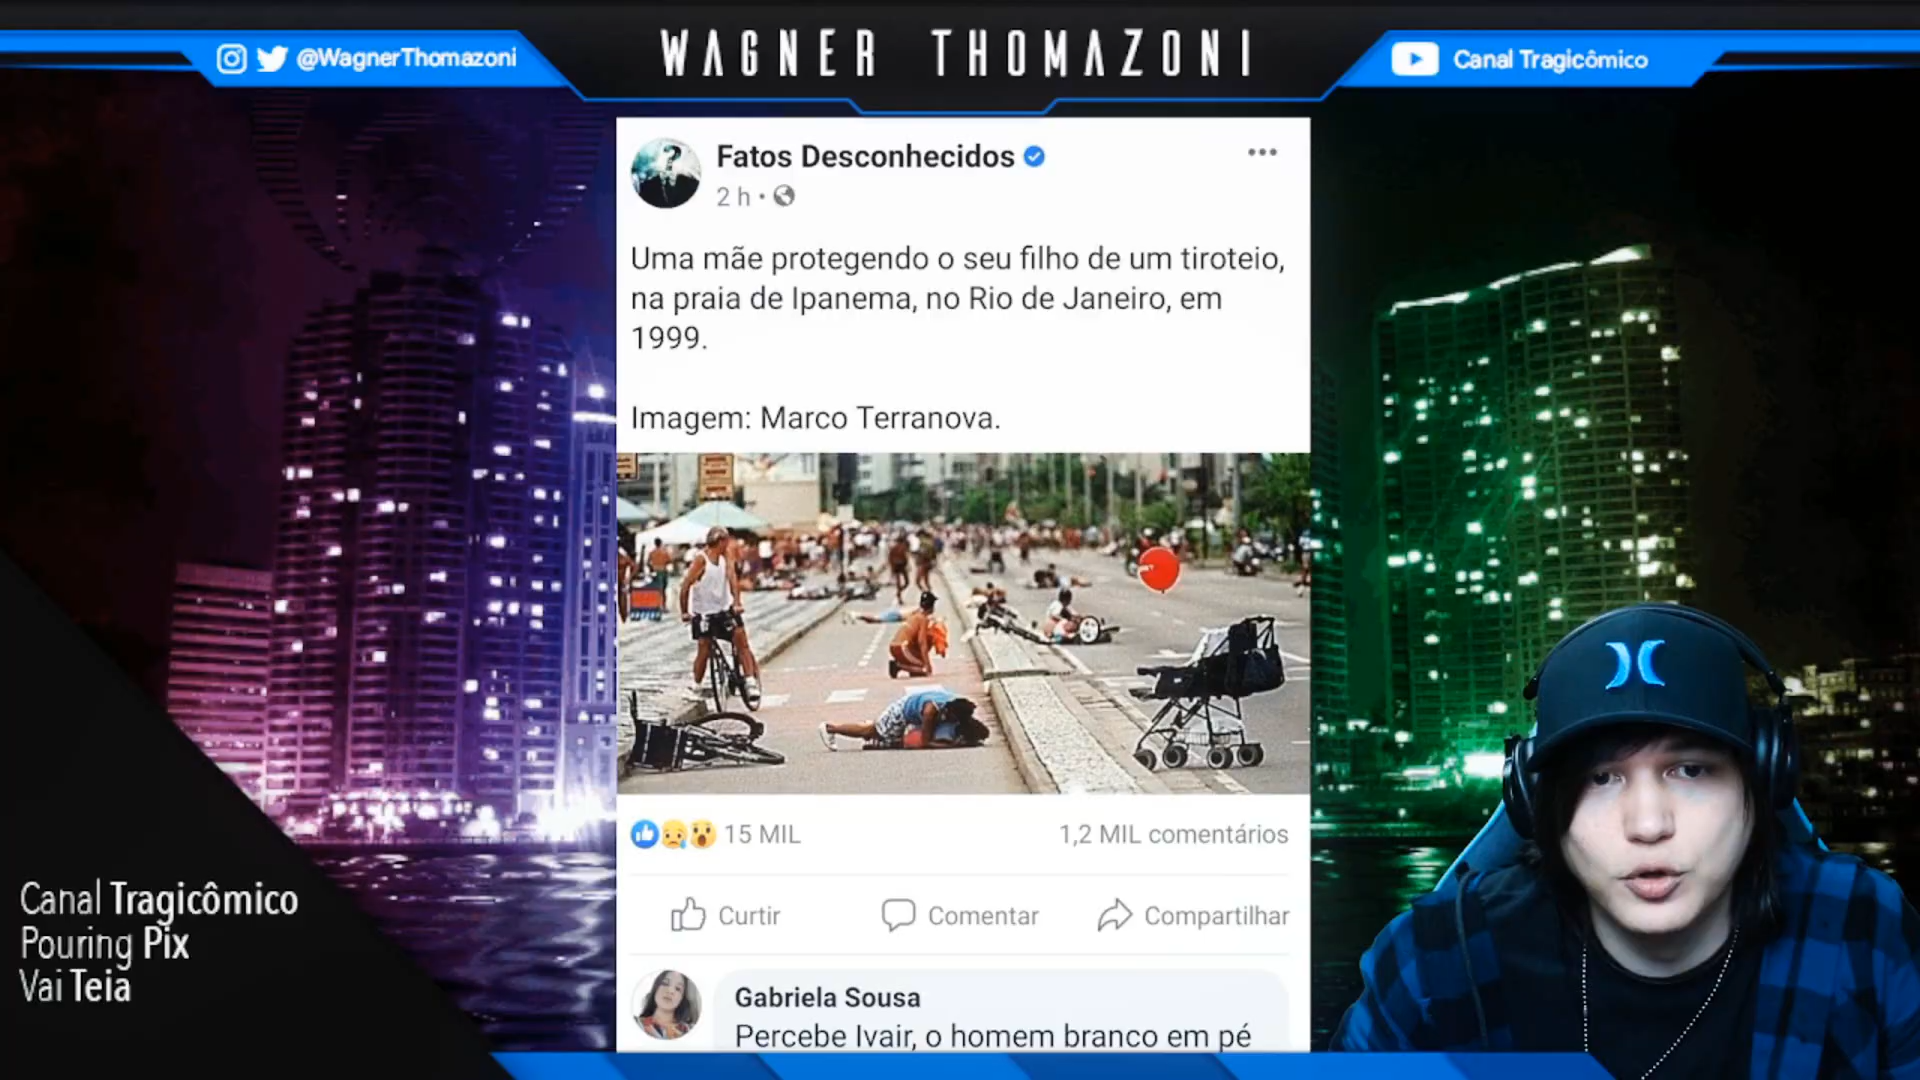 WAGNER THOMAZONI
@WagnerThomazoni
Canal Tragicômico
Fatos Desconhecidos
2 h
Uma mãe protegendo o seu filho de um tiroteio,
na praia de Ipanema, no Rio de Janeiro, em
1999.
Imagem: Marco Terranova.
15 MIL
1,2 MIL comentários
Curtir
Comentar
Compartilhar
Gabriela Sousa
Percebe Ivair, o homem branco em pé
Canal Tragicômico
Pouring Pix
Vai Teia